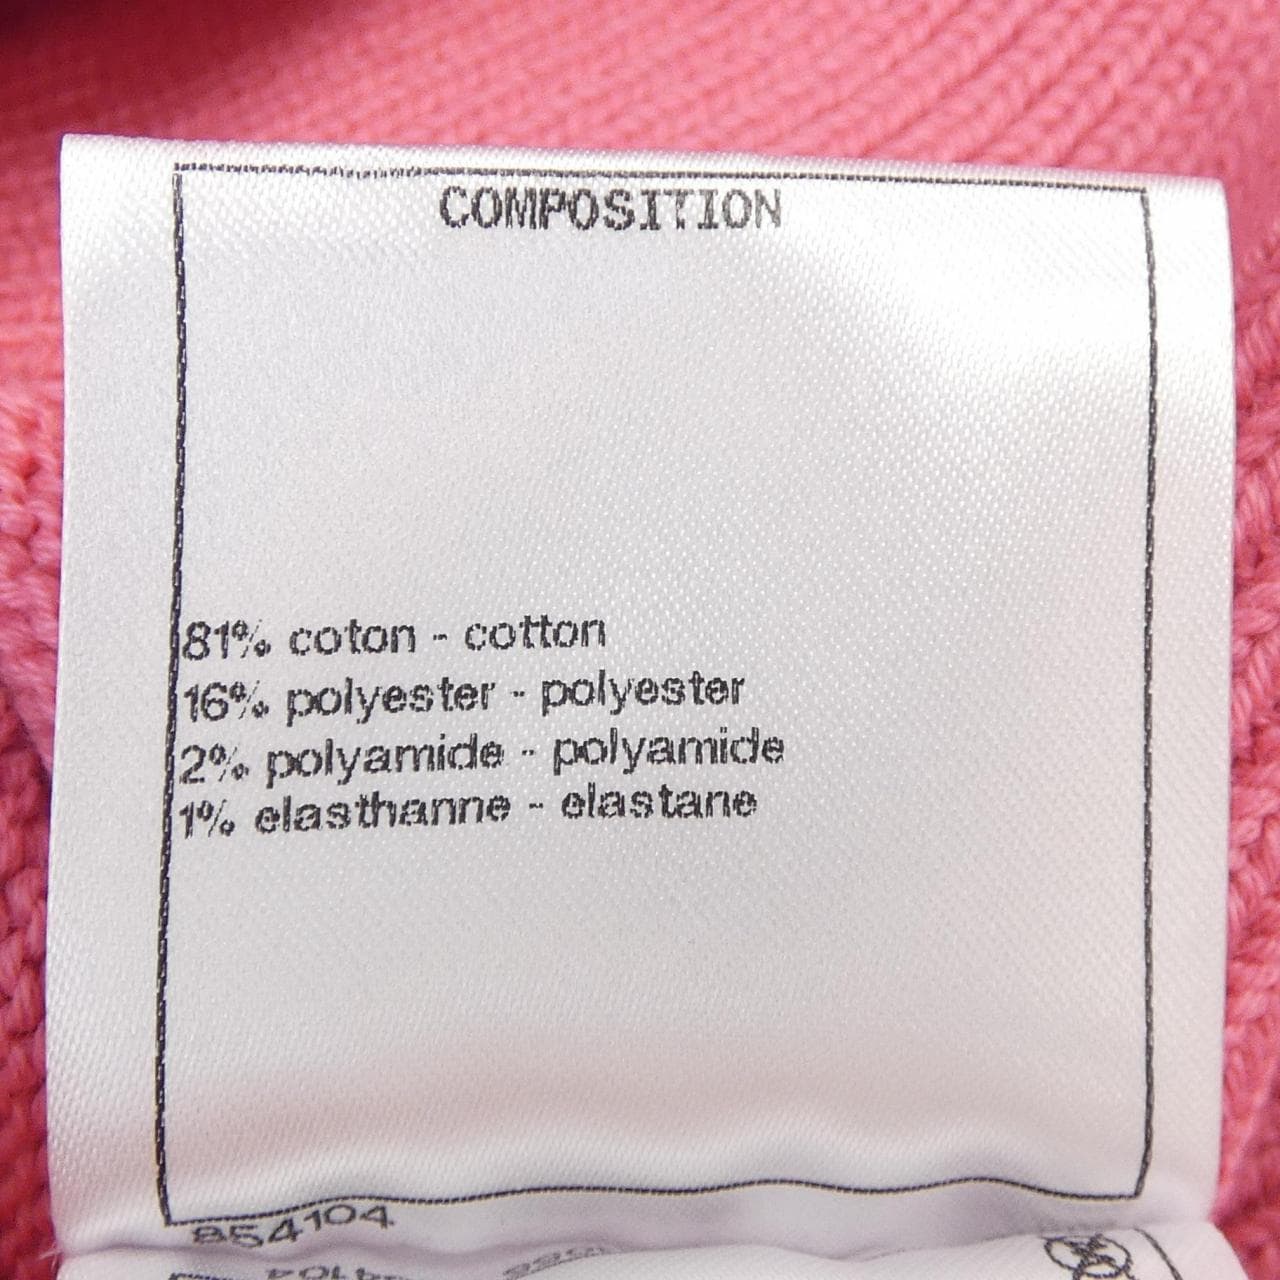 COMPOSITION
81% coton - cotton
16% polyester - polyester
2% polyamide - polyamide
1% elasthanne - elastane
854104